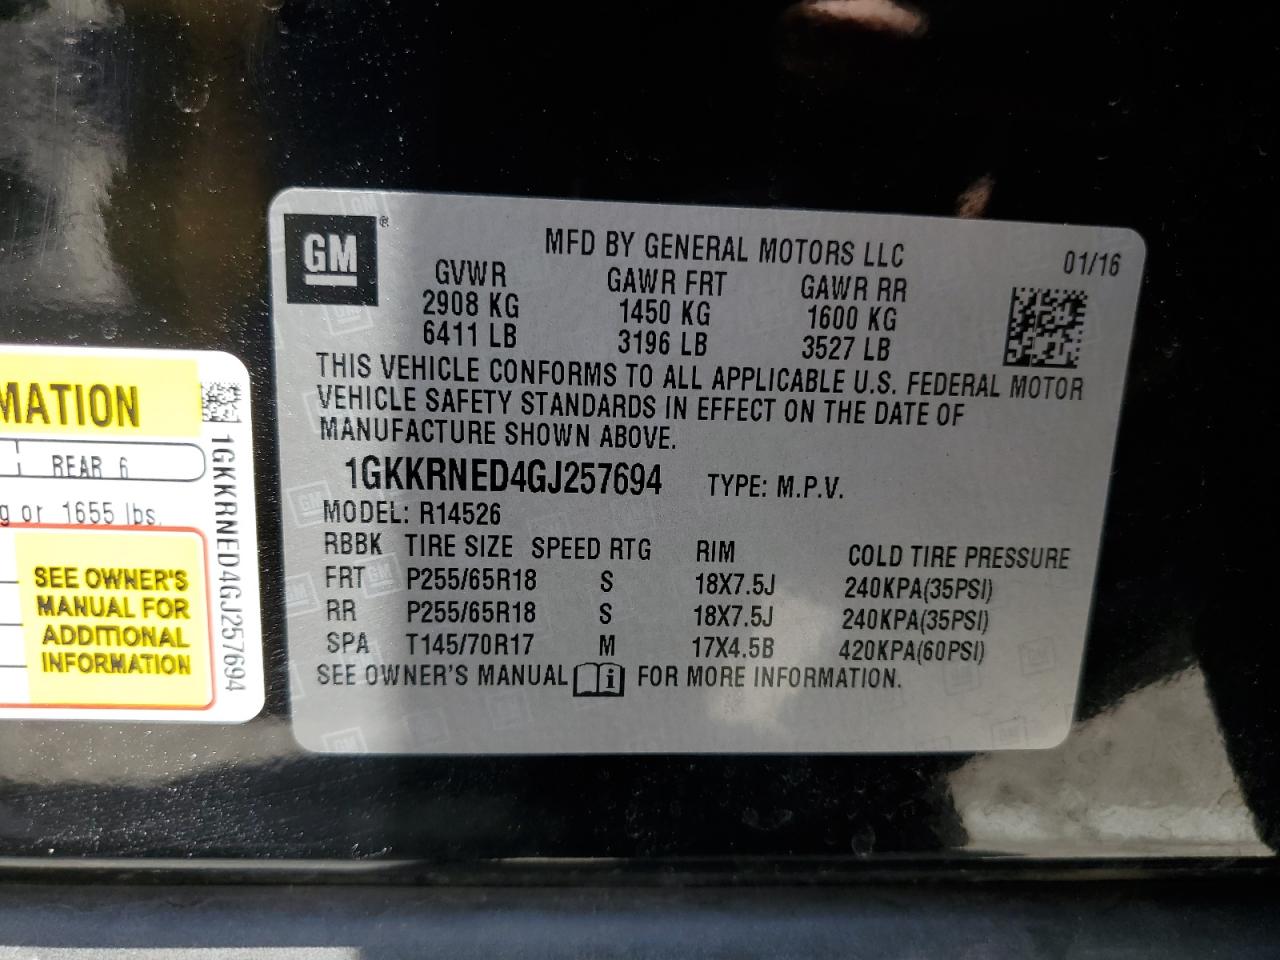 MATION
REAR 6
g or 1655 lbs.
SEE OWNER'S
MANUAL FOR
ADDITIONAL
INFORMATION
1GKKRNED4GJ257694
GM®
MFD BY GENERAL MOTORS LLC 01/16
GVWR GAWR FRT GAWR RR
2908 KG 1450 KG 1600 KG
6411 LB 3196 LB 3527 LB
THIS VEHICLE CONFORMS TO ALL APPLICABLE U.S. FEDERAL MOTOR
VEHICLE SAFETY STANDARDS IN EFFECT ON THE DATE OF
MANUFACTURE SHOWN ABOVE.
1GKKRNED4GJ257694 TYPE: M.P.V.
MODEL: R14526
RBBK TIRE SIZE SPEED RTG RIM COLD TIRE PRESSURE
FRT P255/65R18 S 18X7.5J 240KPA(35PSI)
RR P255/65R18 S 18X7.5J 240KPA(35PSI)
SPA T145/70R17 M 17X4.5B 420KPA(60PSI)
SEE OWNER'S MANUAL i FOR MORE INFORMATION.